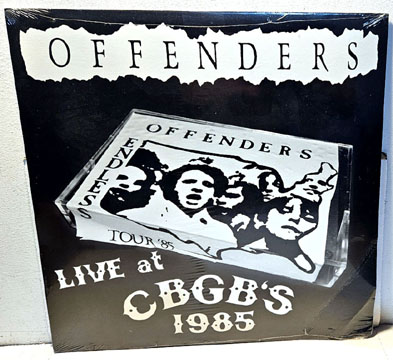 OFFENDERS
OFFENDERS
ENDLESS
TOUR '85
LIVE at
CBGB'S
1985